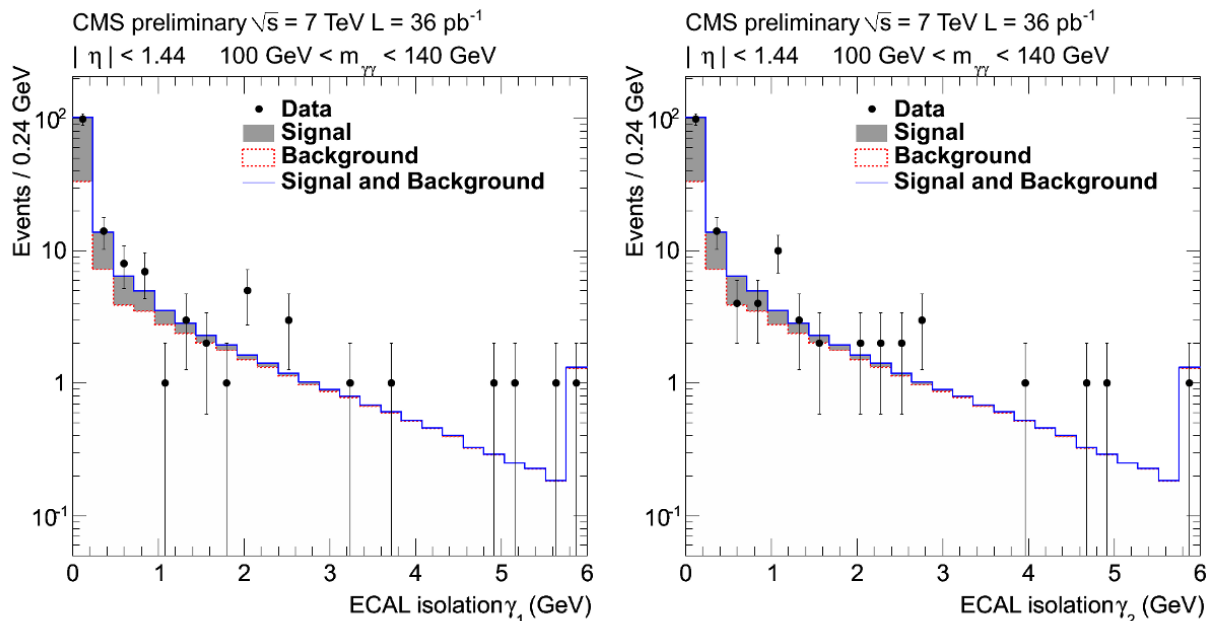 CMS preliminary √s = 7 TeV L = 36 pb⁻¹
| η | < 1.44 100 GeV < mγγ < 140 GeV
Events / 0.24 GeV
Data
Signal
Background
Signal and Background
10²
10
1
10⁻¹
0 1 2 3 4 5 6
ECAL isolationγ₁ (GeV)
CMS preliminary √s = 7 TeV L = 36 pb⁻¹
| η | < 1.44 100 GeV < mγγ < 140 GeV
Events / 0.24 GeV
Data
Signal
Background
Signal and Background
10²
10
1
10⁻¹
0 1 2 3 4 5 6
ECAL isolationγ₂ (GeV)